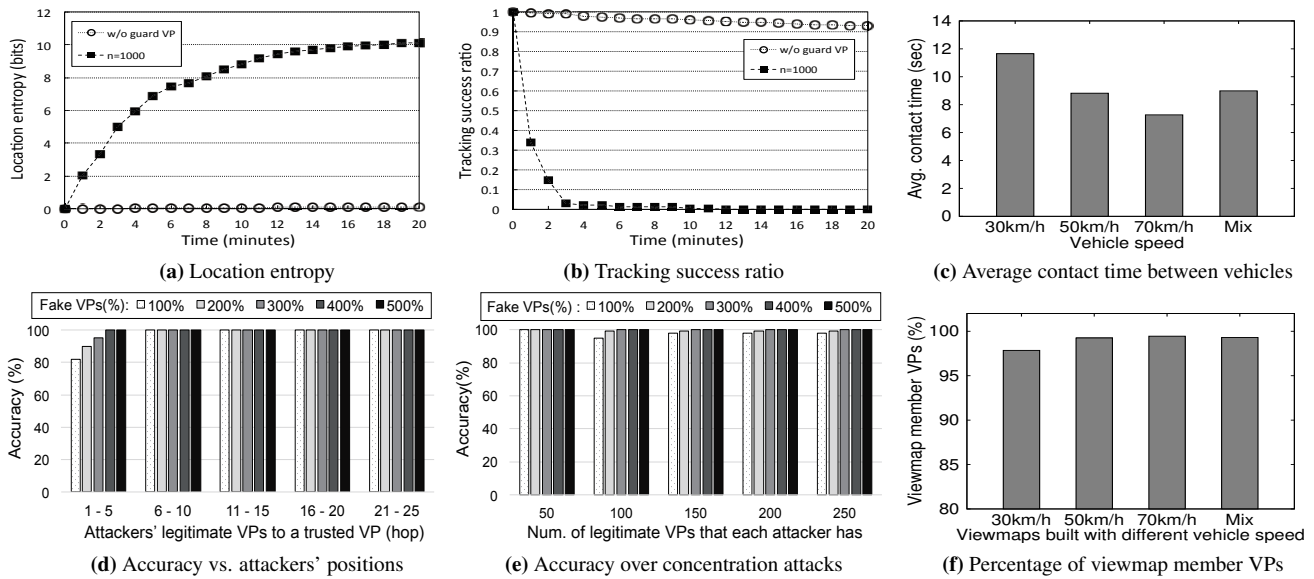 Location entropy (bits)
12
10
8
6
4
2
0
w/o guard VP
n=1000
0 2 4 6 8 10 12 14 16 18 20
Time (minutes)
(a) Location entropy
Tracking success ratio
1
0.9
0.8
0.7
0.6
0.5
0.4
0.3
0.2
0.1
0
w/o guard VP
n=1000
0 2 4 6 8 10 12 14 16 18 20
Time (minutes)
(b) Tracking success ratio
Avg. contact time (sec)
14
12
10
8
6
4
2
0
30km/h 50km/h 70km/h Mix
Vehicle speed
(c) Average contact time between vehicles
Fake VPs(%) : 100% 200% 300% 400% 500%
Accuracy (%)
100
80
60
40
20
0
1 - 5 6 - 10 11 - 15 16 - 20 21 - 25
Attackers' legitimate VPs to a trusted VP (hop)
(d) Accuracy vs. attackers' positions
Fake VPs(%) : 100% 200% 300% 400% 500%
Accuracy(%)
100
80
60
40
20
0
50 100 150 200 250
Num. of legitimate VPs that each attacker has
(e) Accuracy over concentration attacks
Viewmap member VPs (%)
100
95
90
85
80
30km/h 50km/h 70km/h Mix
Viewmaps built with different vehicle speed
(f) Percentage of viewmap member VPs